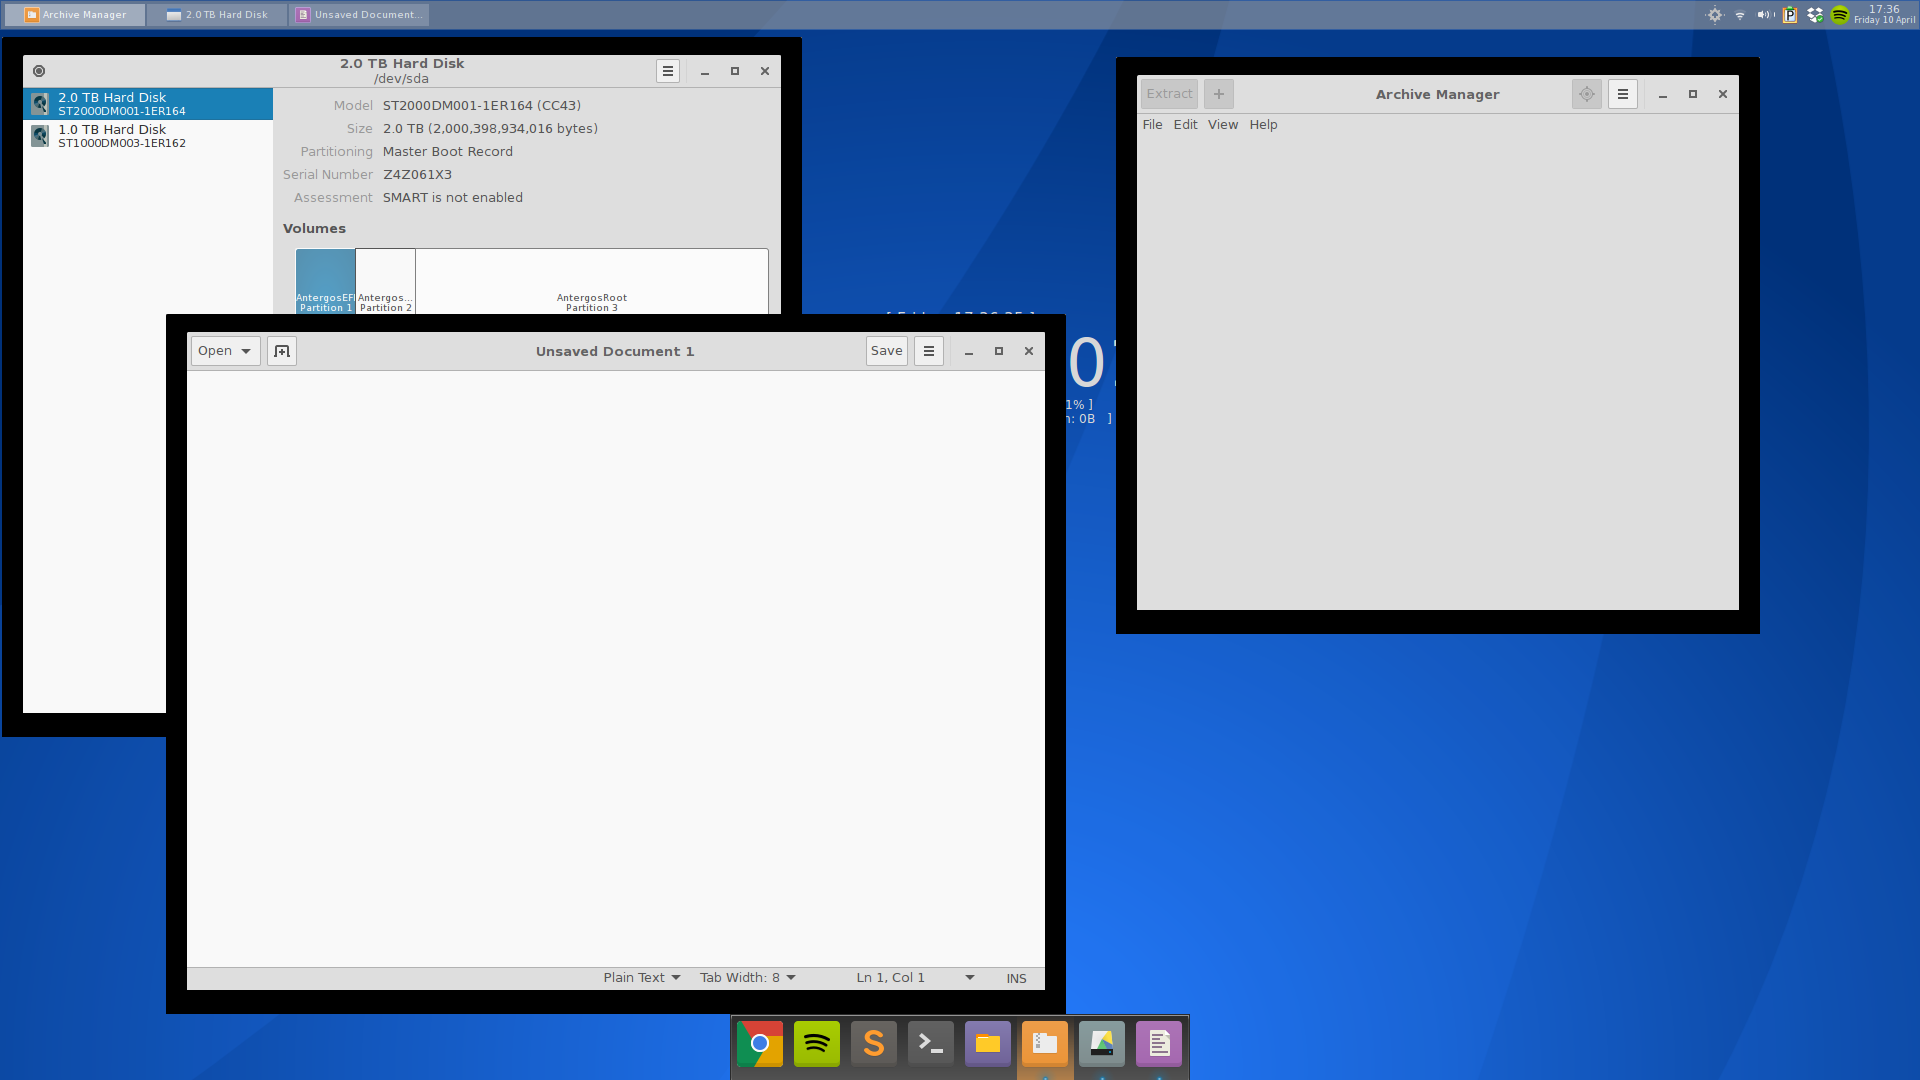 Archive Manager
2.0 TB Hard Disk
Unsaved Document...
17:36
Friday 10 April
2.0 TB Hard Disk
/dev/sda
2.0 TB Hard Disk
ST2000DM001-1ER164
1.0 TB Hard Disk
ST1000DM003-1ER162
Model ST2000DM001-1ER164 (CC43)
Size 2.0 TB (2,000,398,934,016 bytes)
Partitioning Master Boot Record
Serial Number Z4Z061X3
Assessment SMART is not enabled
Volumes
AntergosEFI
Partition 1
Antergos...
Partition 2
AntergosRoot
Partition 3
Extract
Archive Manager
File Edit View Help
1% ]
: 0B ]
Open
Unsaved Document 1
Save
Plain Text
Tab Width: 8
Ln 1, Col 1
INS